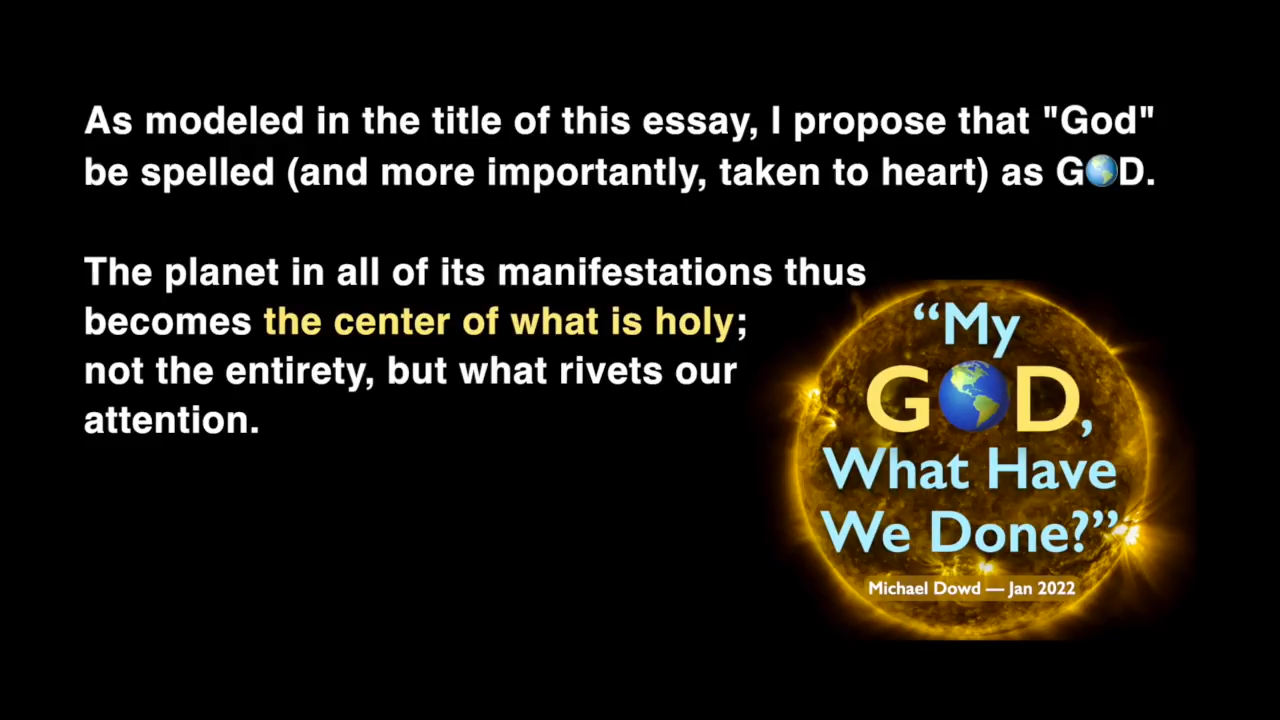 As modeled in the title of this essay, I propose that "God"
be spelled (and more importantly, taken to heart) as G🌎D.
The planet in all of its manifestations thus
becomes the center of what is holy;
not the entirety, but what rivets our
attention.
“My
G🌎D,
What Have
We Done?”
Michael Dowd — Jan 2022